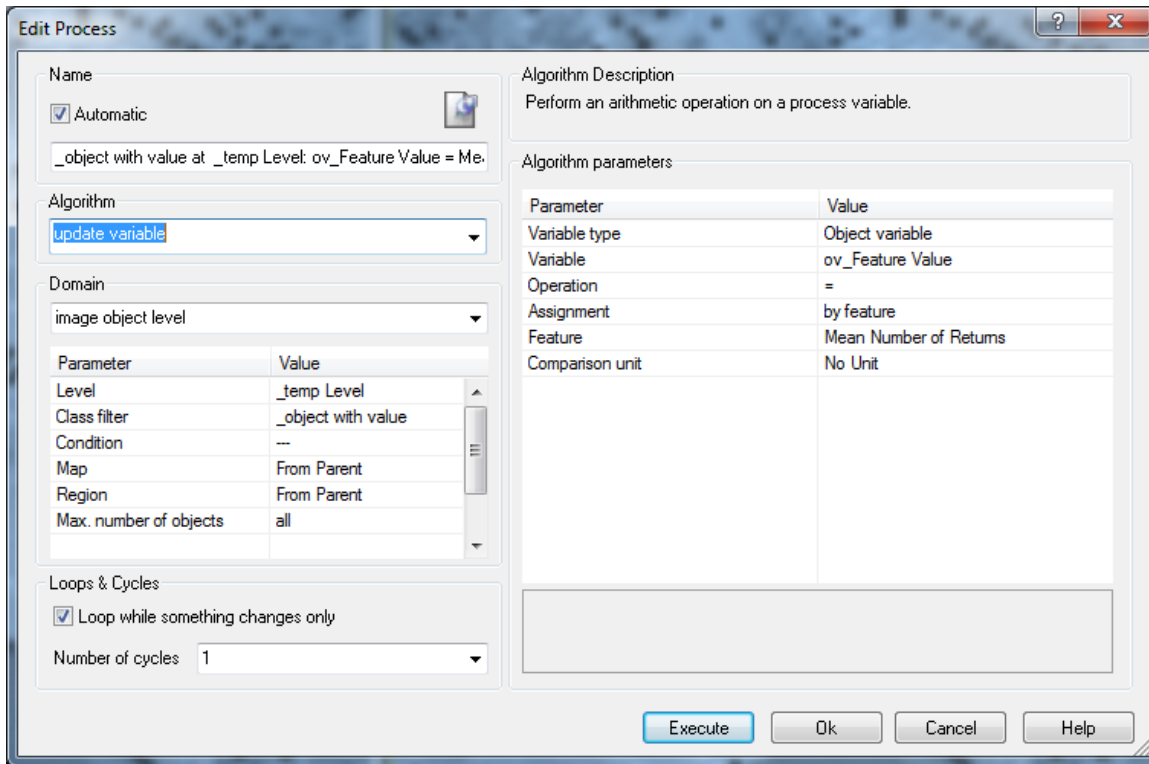 Edit Process
?
X
Name
Automatic
_object with value at _temp Level: ov_Feature Value = Me
Algorithm
update variable
Domain
image object level
Parameter Value
Level _temp Level
Class filter _object with value
Condition ---
Map From Parent
Region From Parent
Max. number of objects all
Loops & Cycles
Loop while something changes only
Number of cycles 1
Algorithm Description
Perform an arithmetic operation on a process variable.
Algorithm parameters
Parameter Value
Variable type Object variable
Variable ov_Feature Value
Operation =
Assignment by feature
Feature Mean Number of Returns
Comparison unit No Unit
Execute Ok Cancel Help